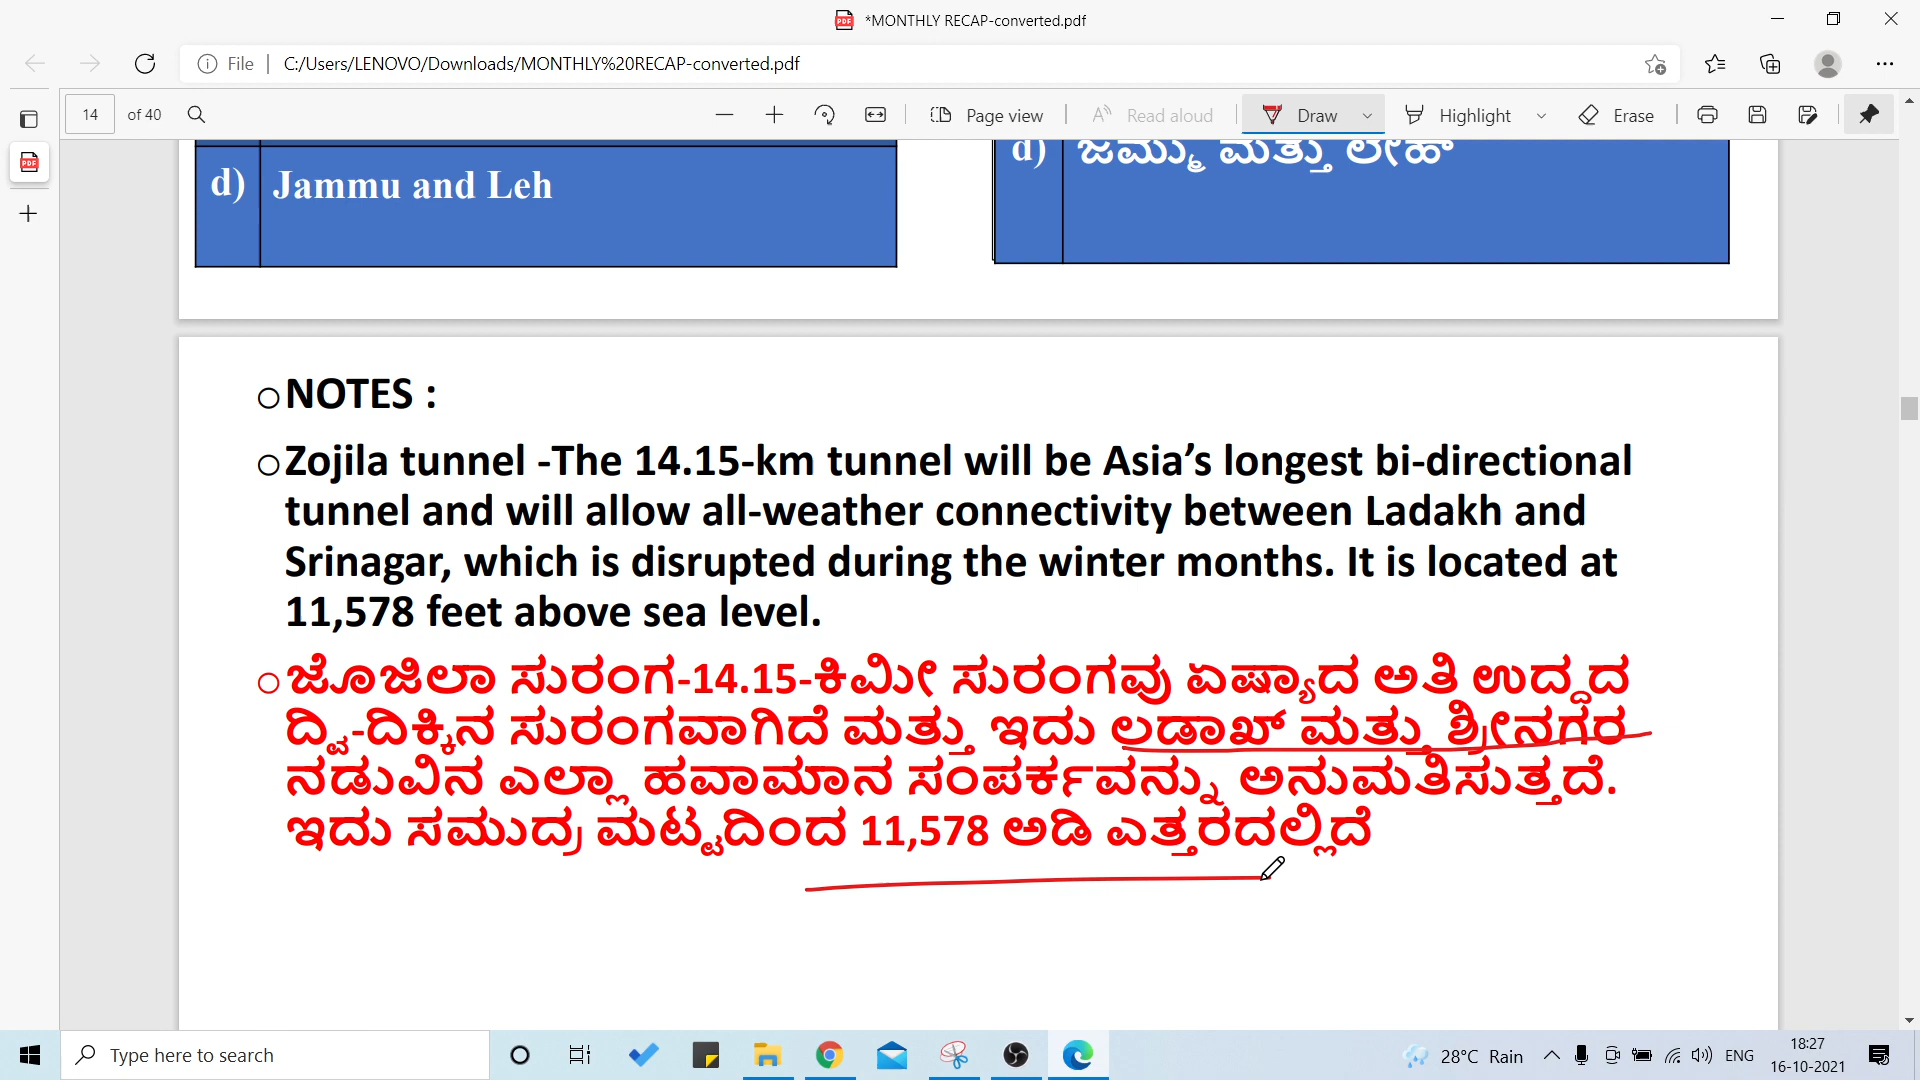 *MONTHLY RECAP-converted.pdf
File C:/Users/LENOVO/Downloads/MONTHLY%20RECAP-converted.pdf
14 of 40 Page view Read aloud Draw Highlight Erase
d) ಜಮ್ಮು ಮತ್ತು ಲೇಹ್
d) Jammu and Leh
NOTES :
Zojila tunnel -The 14.15-km tunnel will be Asia’s longest bi-directional
tunnel and will allow all-weather connectivity between Ladakh and
Srinagar, which is disrupted during the winter months. It is located at
11,578 feet above sea level.
ಜೊಜಿಲಾ ಸುರಂಗ-14.15-ಕಿಮೀ ಸುರಂಗವು ಏಷ್ಯಾದ ಅತಿ ಉದ್ದದ
ದ್ವಿ-ದಿಕ್ಕಿನ ಸುರಂಗವಾಗಿದೆ ಮತ್ತು ಇದು ಲಡಾಖ್ ಮತ್ತು ಶ್ರೀನಗರ
ನಡುವಿನ ಎಲ್ಲಾ ಹವಾಮಾನ ಸಂಪರ್ಕವನ್ನು ಅನುಮತಿಸುತ್ತದೆ.
ಇದು ಸಮುದ್ರ ಮಟ್ಟದಿಂದ 11,578 ಅಡಿ ಎತ್ತರದಲ್ಲಿದೆ
Type here to search
28°C Rain
ENG
18:27
16-10-2021